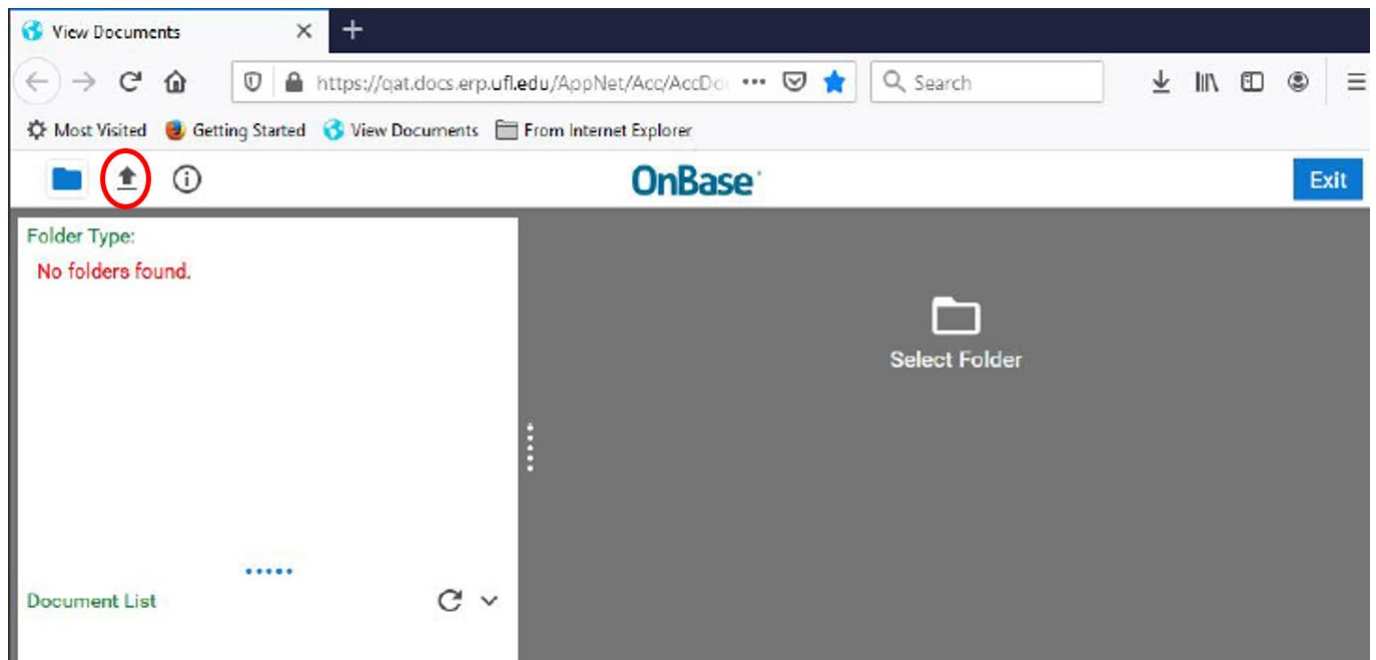 View Documents
https://qat.docs.erp.ufl.edu/AppNet/Acc/AccDo
Search
Most Visited Getting Started View Documents From Internet Explorer
OnBase
Exit
Folder Type:
No folders found.
Select Folder
Document List